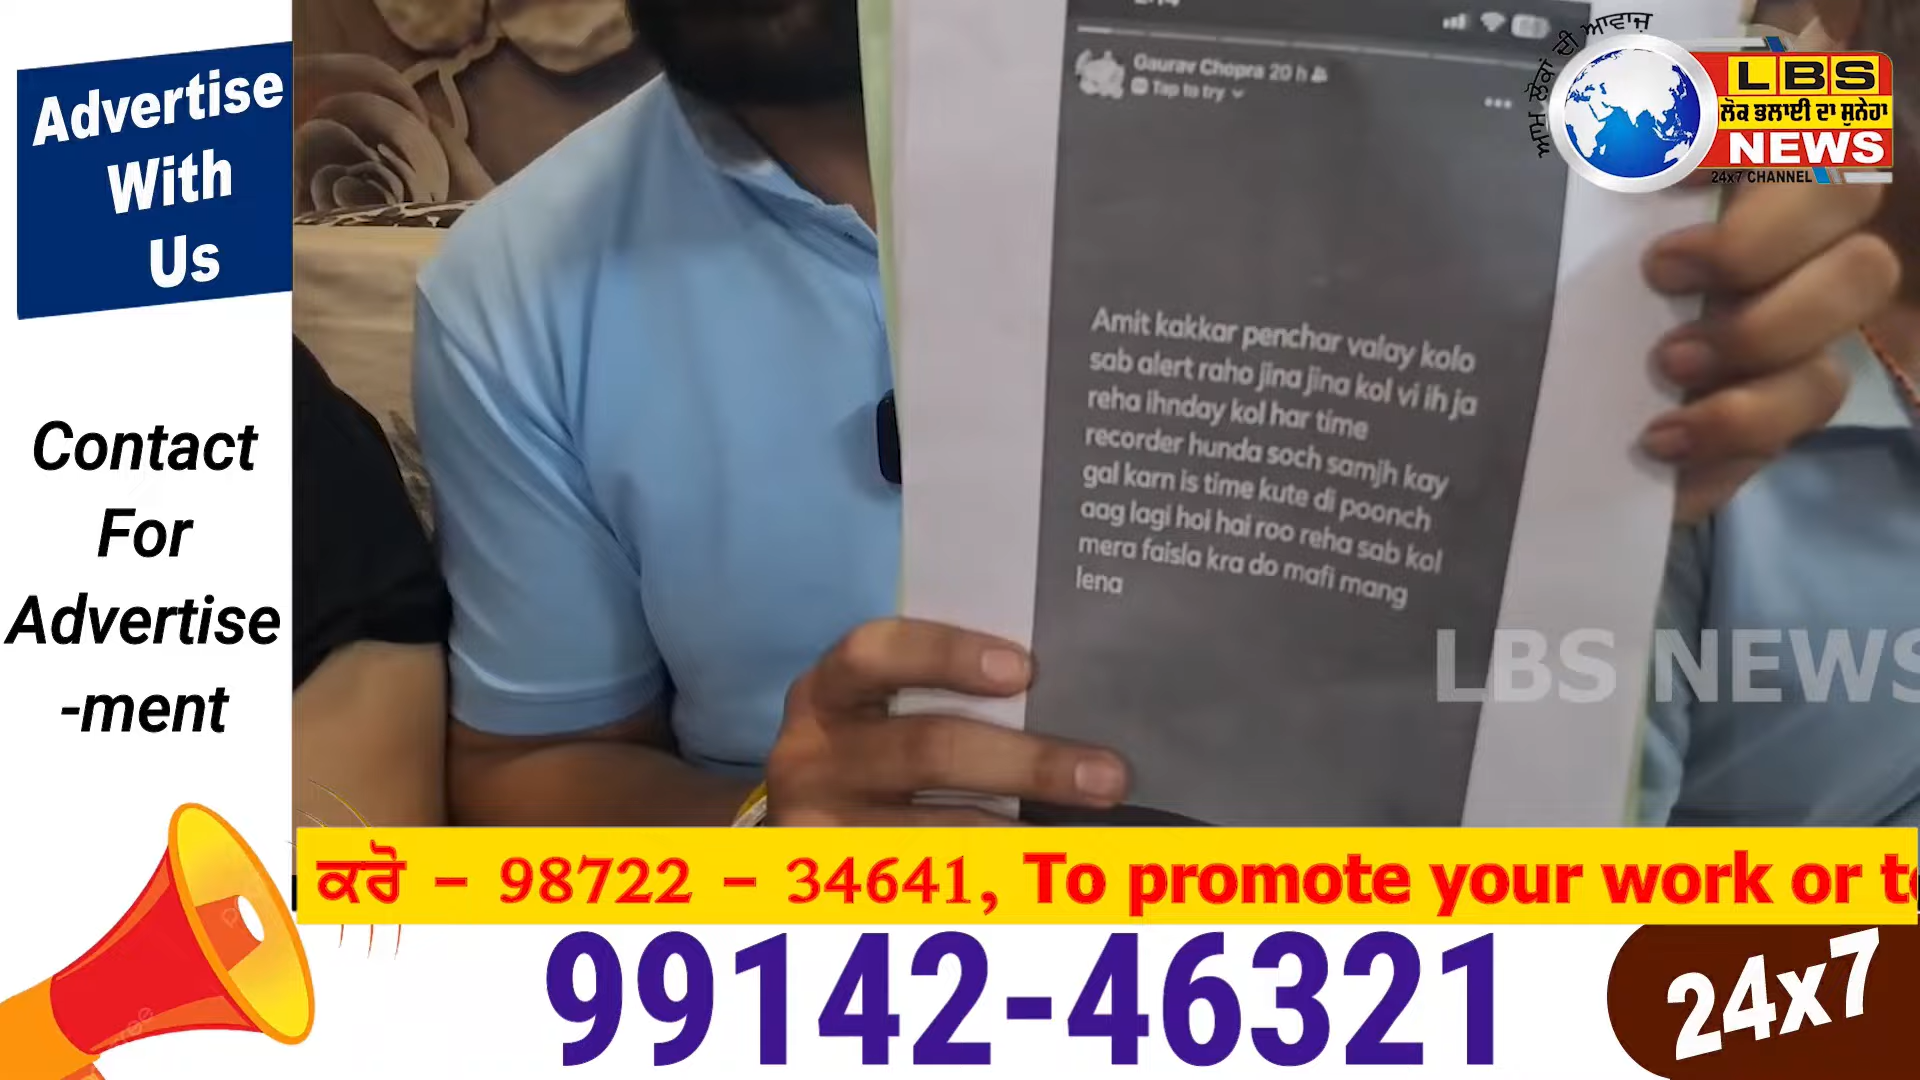 Advertise
With
Us
Contact
For
Advertise
-ment
Gaurav Chopra 20 h
Tap to try
Amit kakkar penchar valay kolo
sab alert raho jina jina kol vi ih ja
reha ihnday kol har time
recorder hunda soch samjh kay
gal karn is time kute di poonch
aag lagi hoi hai roo reha sab kol
mera faisla kra do mafi mang
lena
ਆਮ ਲੋਕਾਂ ਦੀ ਆਵਾਜ਼
LBS
ਲੋਕ ਭਲਾਈ ਦਾ ਸੁਨੇਹਾ
NEWS
24x7 CHANNEL
LBS NEWS
ਕਰੋ - 98722 - 34641, To promote your work or to
99142-46321
24x7